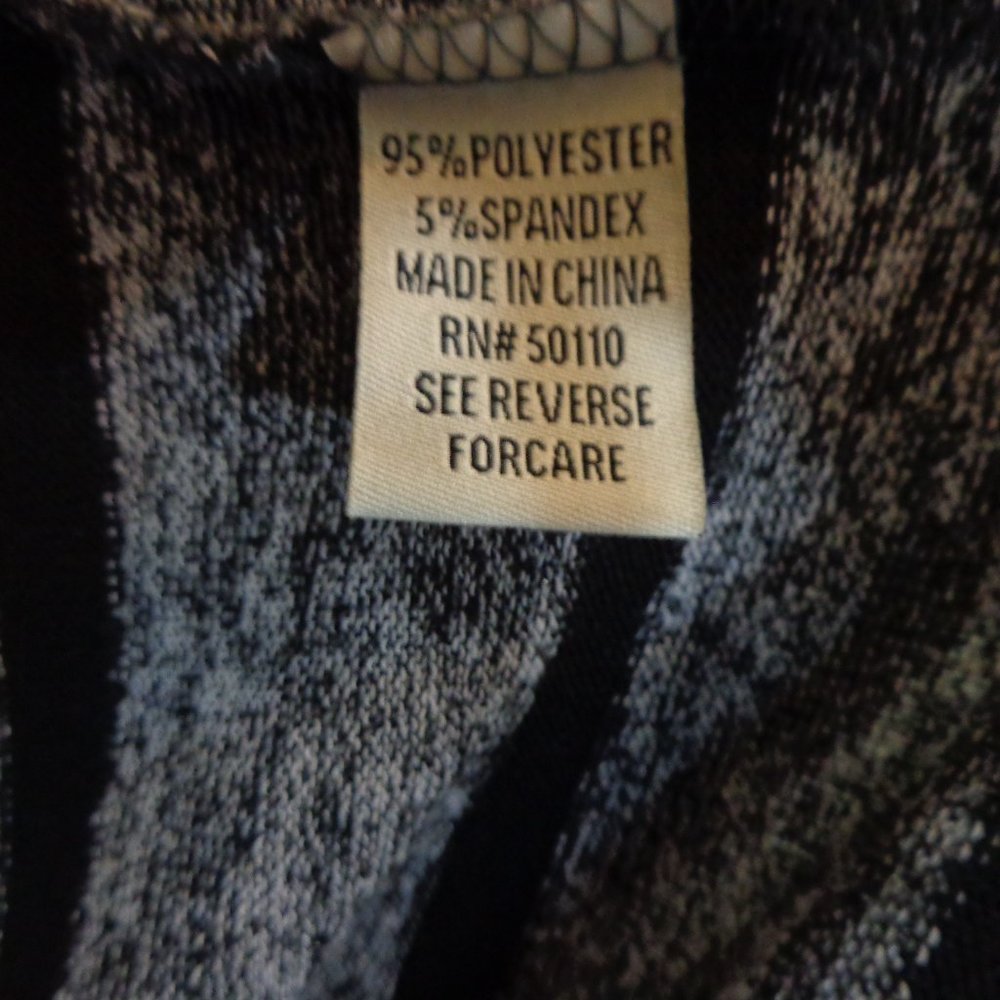 95%POLYESTER
5%SPANDEX
MADE IN CHINA
RN# 50110
SEE REVERSE
FORCARE